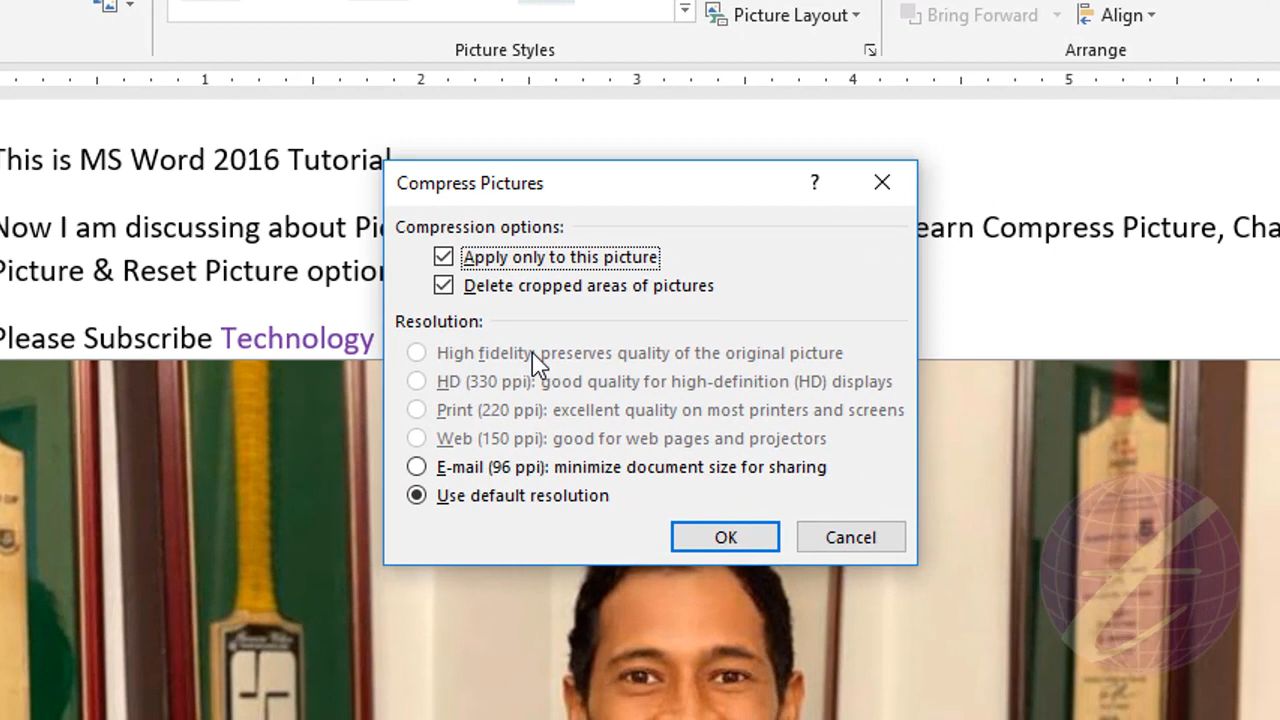 Picture Layout
Bring Forward
Align
Picture Styles
Arrange
1 2 3 4 5
This is MS Word 2016 Tutorial
Now I am discussing about Pi
earn Compress Picture, Cha
Picture & Reset Picture option
Please Subscribe Technology
Compress Pictures
?
Compression options:
Apply only to this picture
Delete cropped areas of pictures
Resolution:
High fidelity: preserves quality of the original picture
HD (330 ppi): good quality for high-definition (HD) displays
Print (220 ppi): excellent quality on most printers and screens
Web (150 ppi): good for web pages and projectors
E-mail (96 ppi): minimize document size for sharing
Use default resolution
OK
Cancel